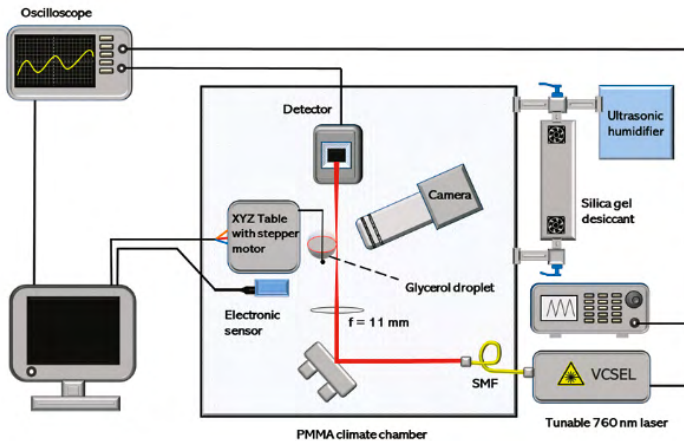 Oscilloscope
Detector
Ultrasonic
humidifier
Camera
XYZ Table
with stepper
motor
Silica gel
desiccant
Glycerol droplet
Electronic
sensor
f = 11 mm
SMF
VCSEL
Tunable 760 nm laser
PMMA climate chamber